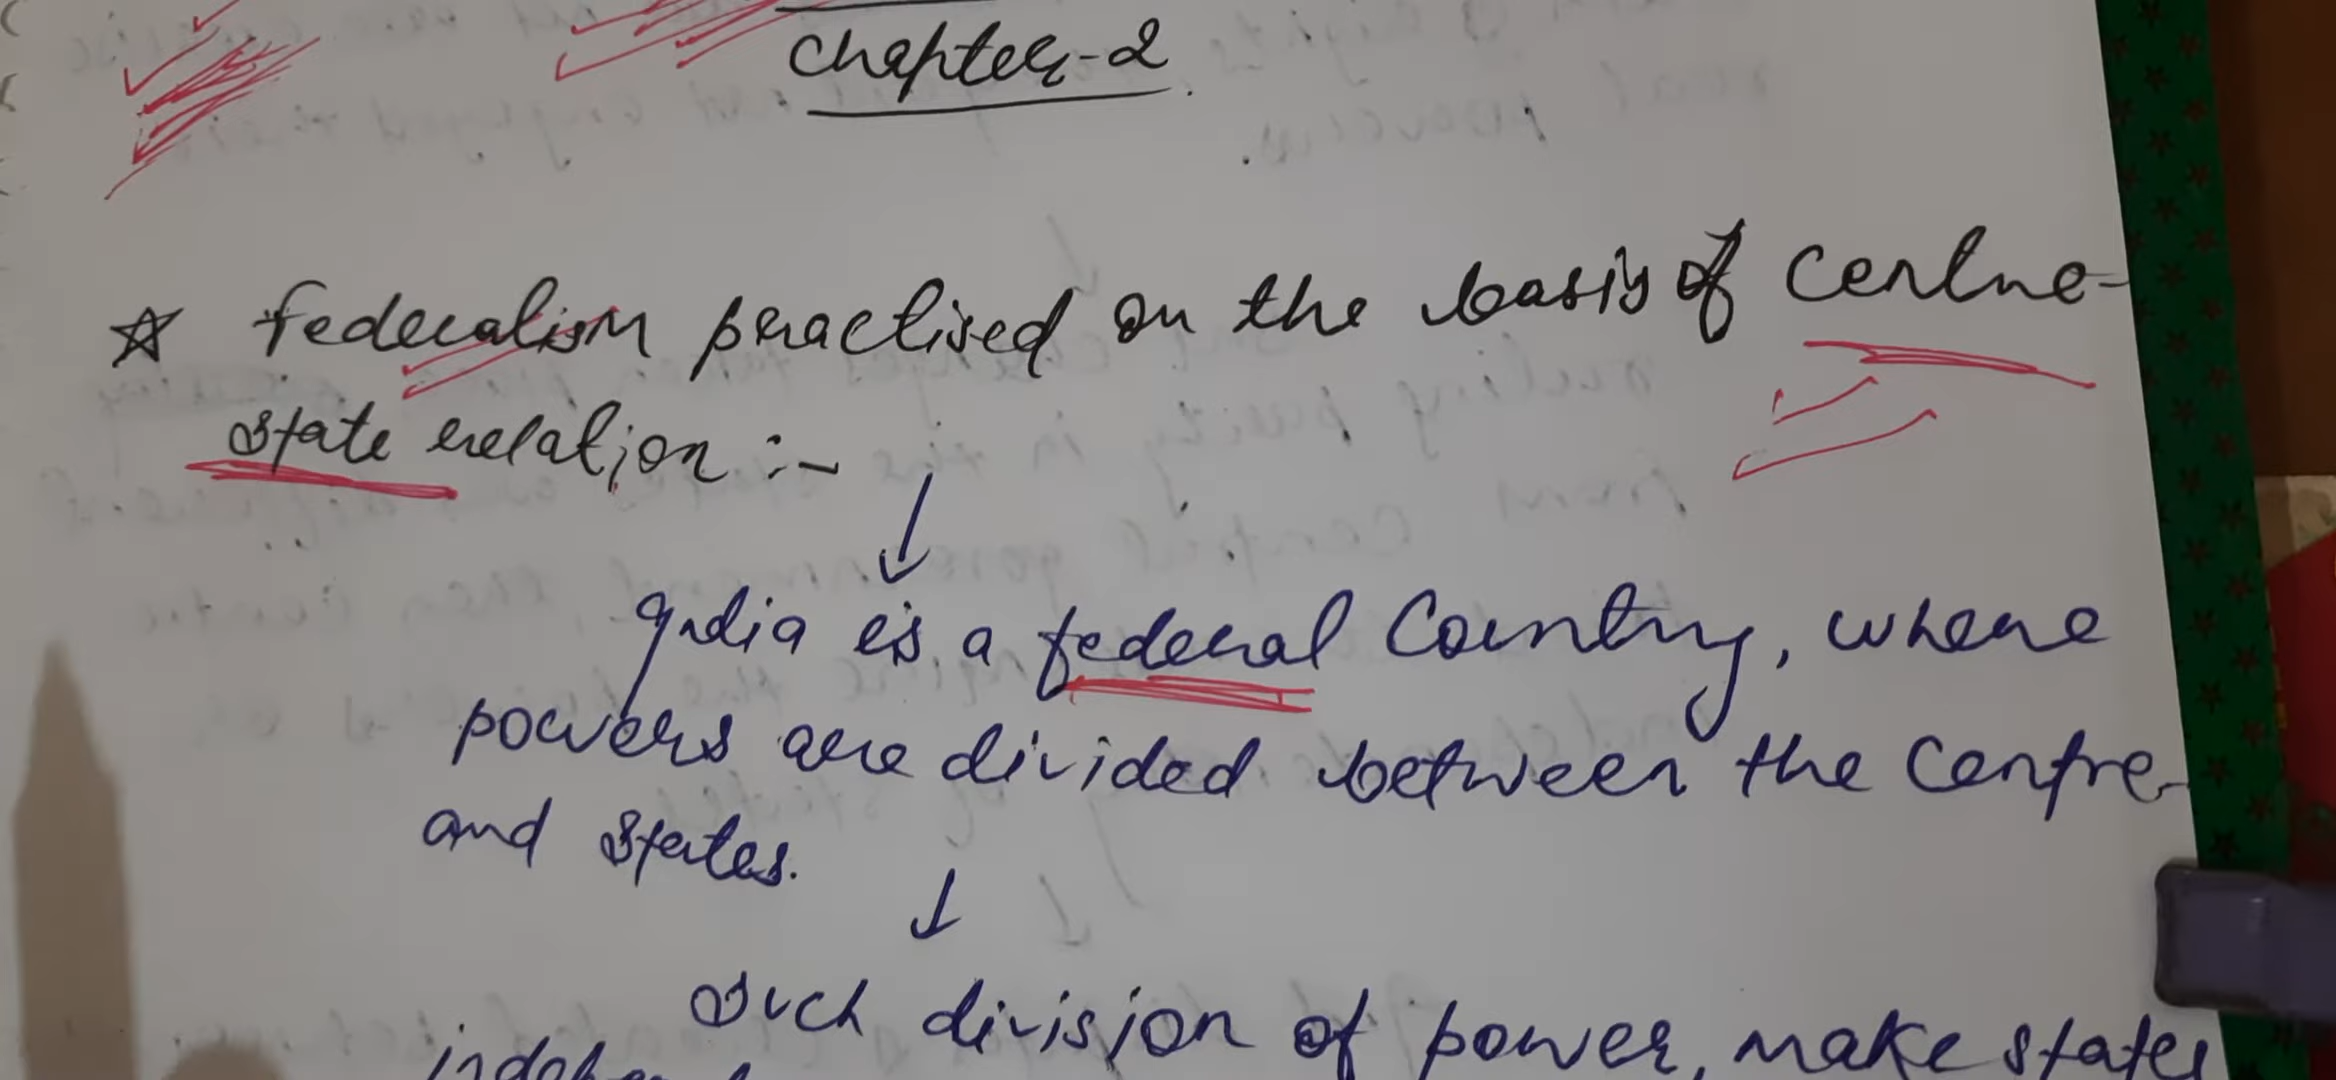 Chapter-2
☆ Federalism practised on the basis of Centre-
state relation :-
↓
India is a federal Country, where
powers are divided between the Centre
and states.
↓
Such division of power, make states